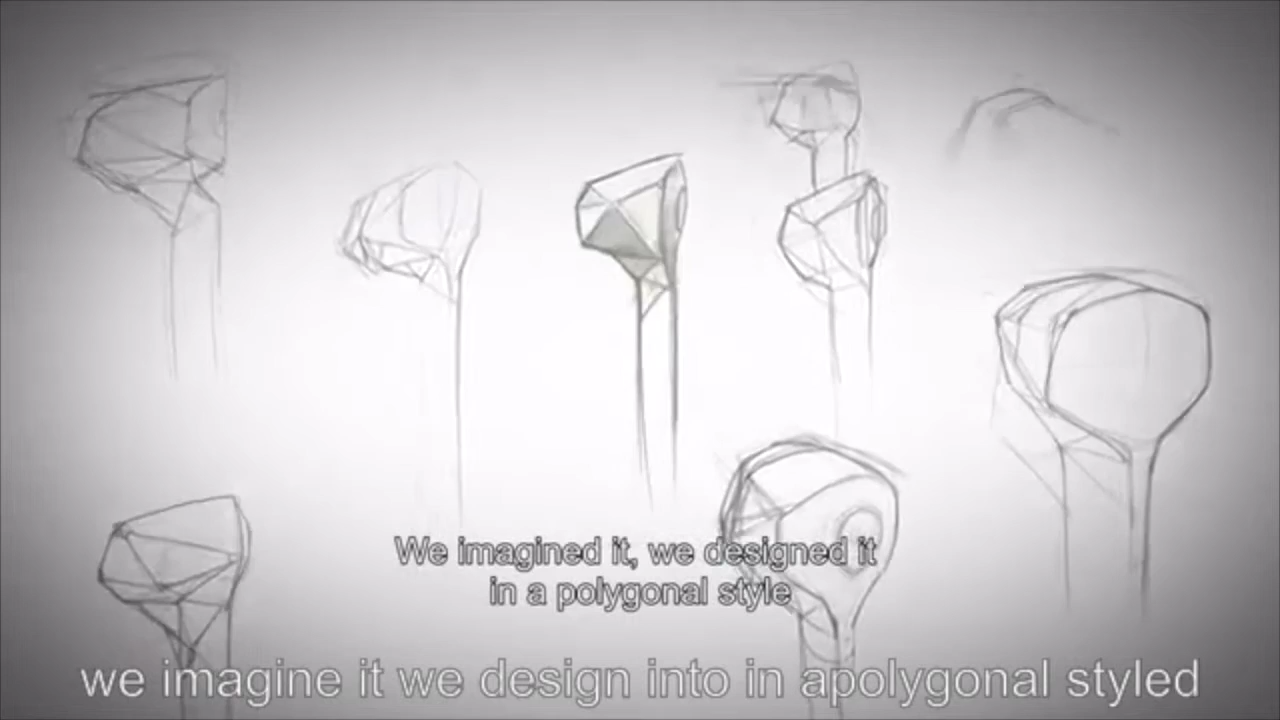 We imagined it, we designed it
in a polygonal style
we imagine it we design into in apolygonal styled